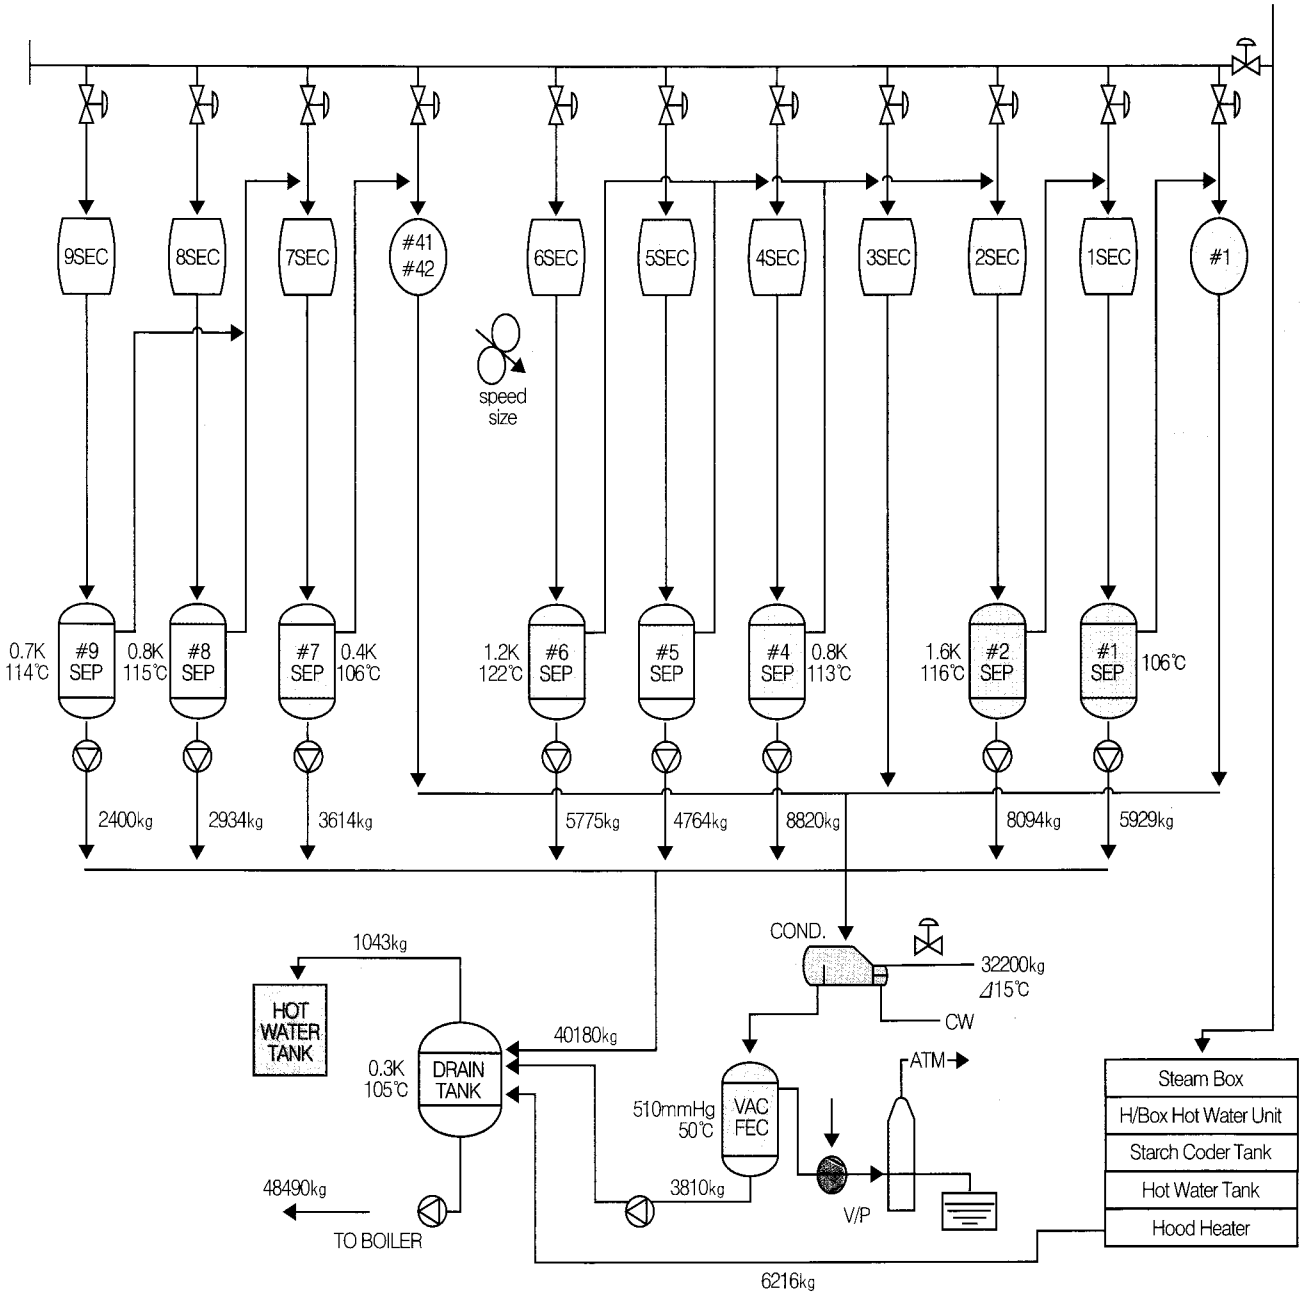 9SEC
8SEC
7SEC
#41
#42
6SEC
5SEC
4SEC
3SEC
2SEC
1SEC
#1
speed
size
0.7K
114℃
#9
SEP
0.8K
115℃
#8
SEP
#7
SEP
0.4K
106℃
1.2K
122℃
#6
SEP
#5
SEP
#4
SEP
0.8K
113℃
1.6K
116℃
#2
SEP
#1
SEP
106℃
2400kg
2934kg
3614kg
5775kg
4764kg
8820kg
8094kg
5929kg
COND.
32200kg
⊿15℃
CW
1043kg
HOT
WATER
TANK
40180kg
0.3K
105℃
DRAIN
TANK
ATM
510mmHg
50℃
VAC
FEC
3810kg
V/P
48490kg
TO BOILER
6216kg
Steam Box
H/Box Hot Water Unit
Starch Coder Tank
Hot Water Tank
Hood Heater